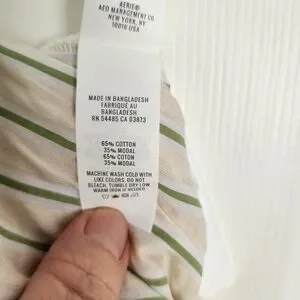 AERIE®
AEO MANAGEMENT CO
NEW YORK, NY
10016 USA
MADE IN BANGLADESH
FABRIQUÉ AU
BANGLADESH
RN 54485 CA 03873
65% COTTON
35% MODAL
65% COTON
35% MODAL
MACHINE WASH COLD WITH
LIKE COLORS, DO NOT
BLEACH, TUMBLE DRY LOW,
WARM IRON IF NEEDED.